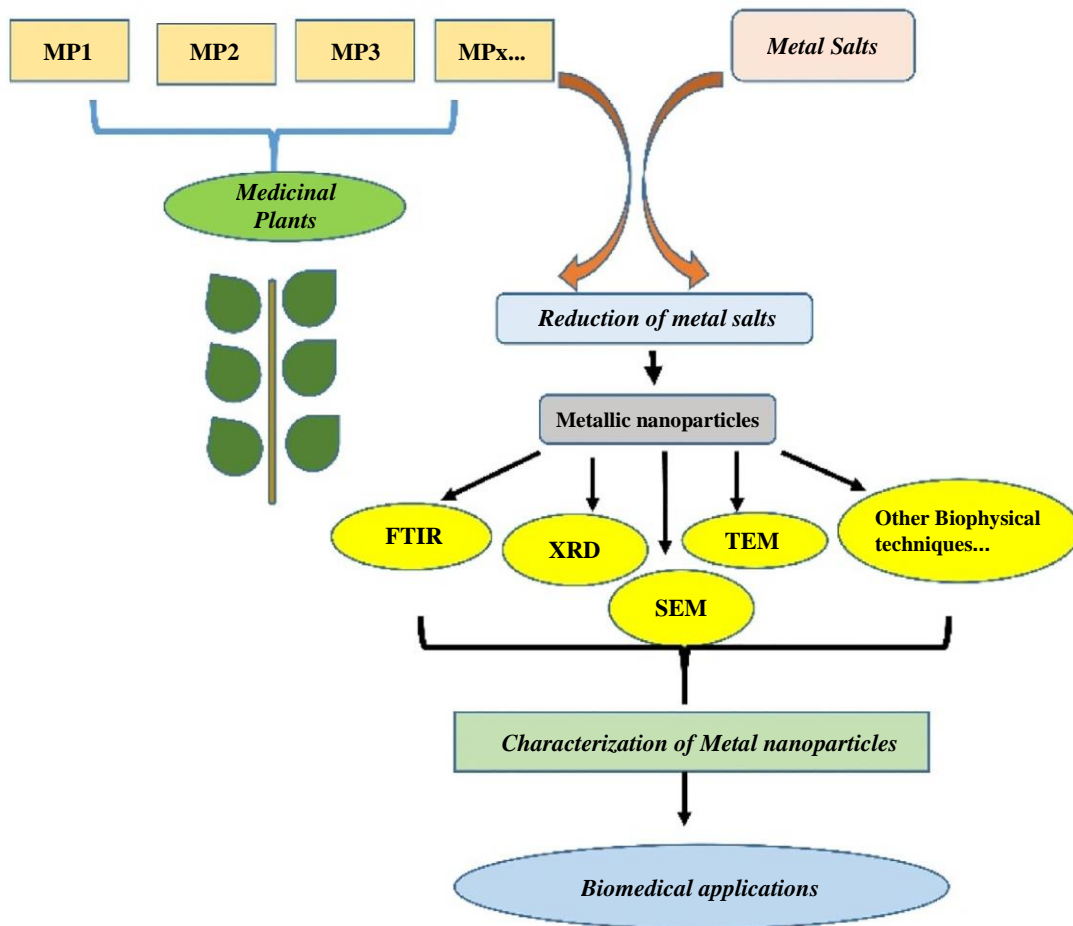 MP1
MP2
MP3
MPx...
Metal Salts
Medicinal
Plants
Reduction of metal salts
Metallic nanoparticles
FTIR
XRD
SEM
TEM
Other Biophysical
techniques...
Characterization of Metal nanoparticles
Biomedical applications